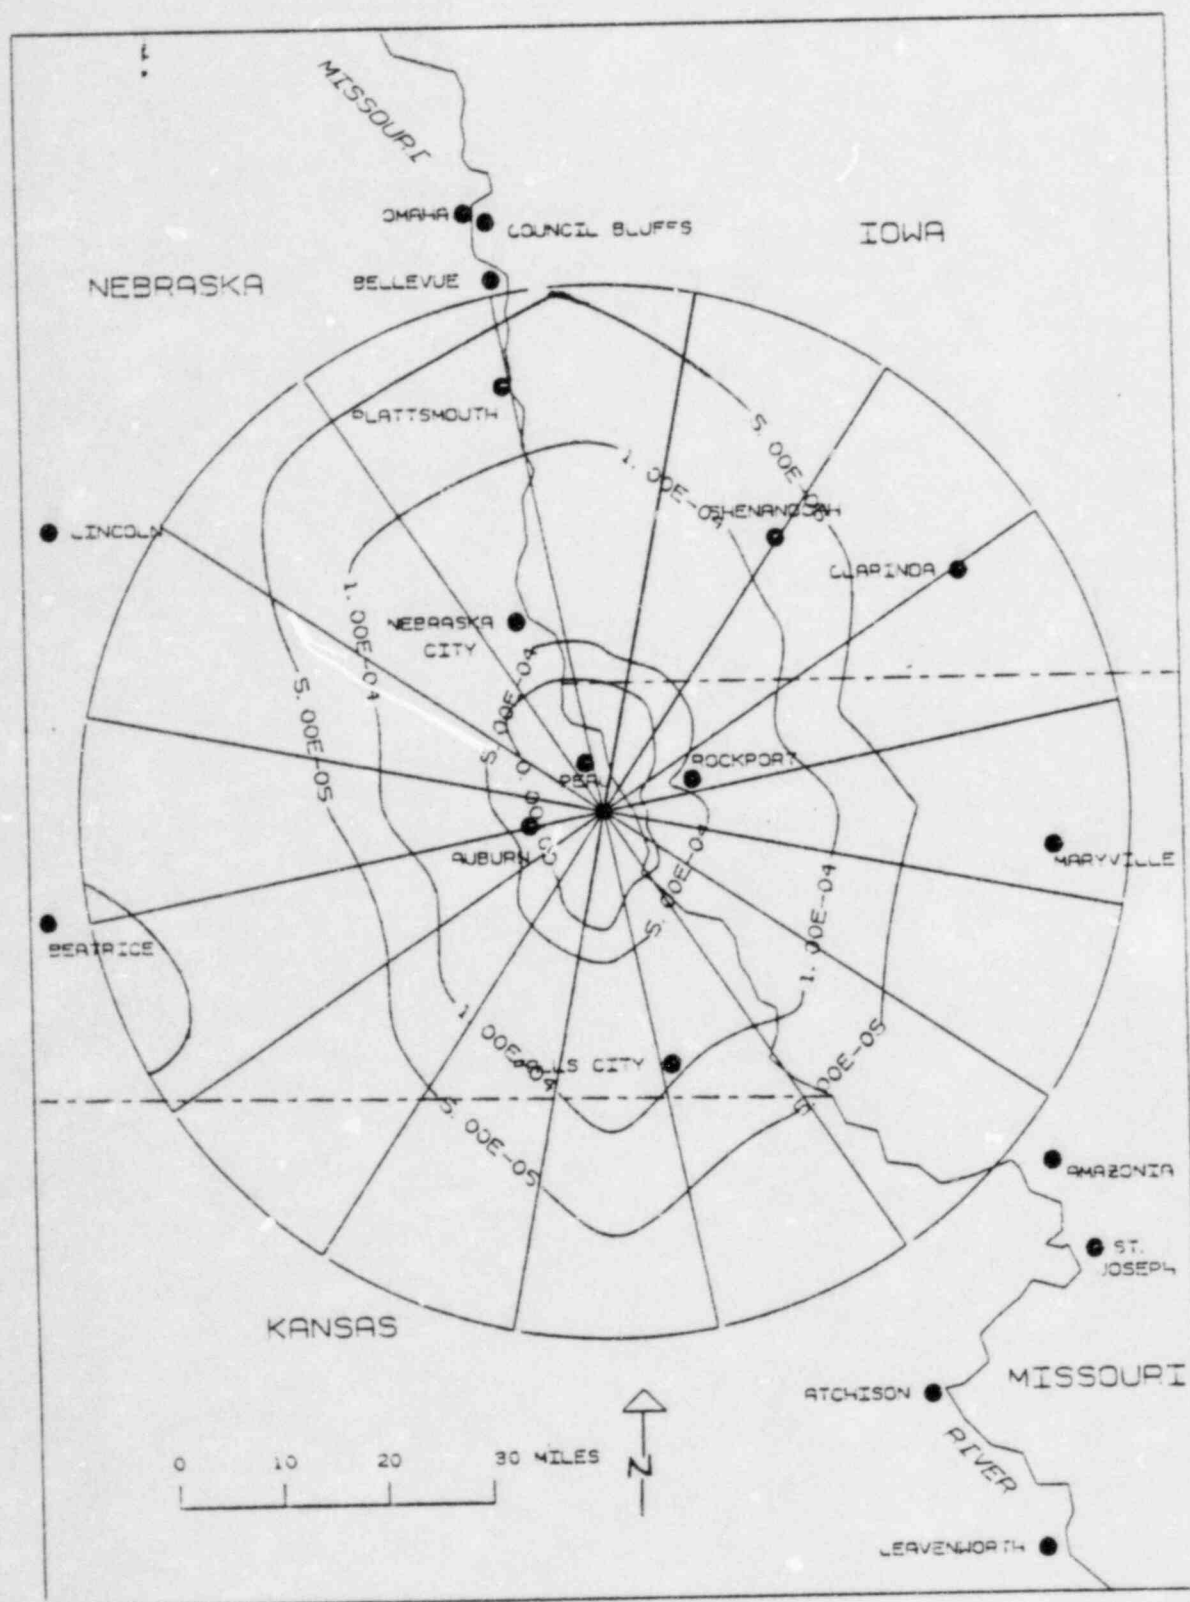 MISSOURI
OMAHA
COUNCIL BLUFFS
IOWA
NEBRASKA
BELLEVUE
PLATTSMOUTH
5.00E-05
1.00E-04
SHENANDOAH
LINCOLN
CLARINDA
1.00E-04
NEBRASKA
CITY
5.00E-04
5.00E-05
ROCKPORT
AUBURN
MARYVILLE
5.00E-04
1.00E-04
BEATRICE
1.00E-04
FALLS CITY
5.00E-05
5.00E-05
AMAZONIA
ST.
JOSEPH
KANSAS
MISSOURI
ATCHISON
RIVER
0 10 20 30 MILES
N
LEAVENWORTH